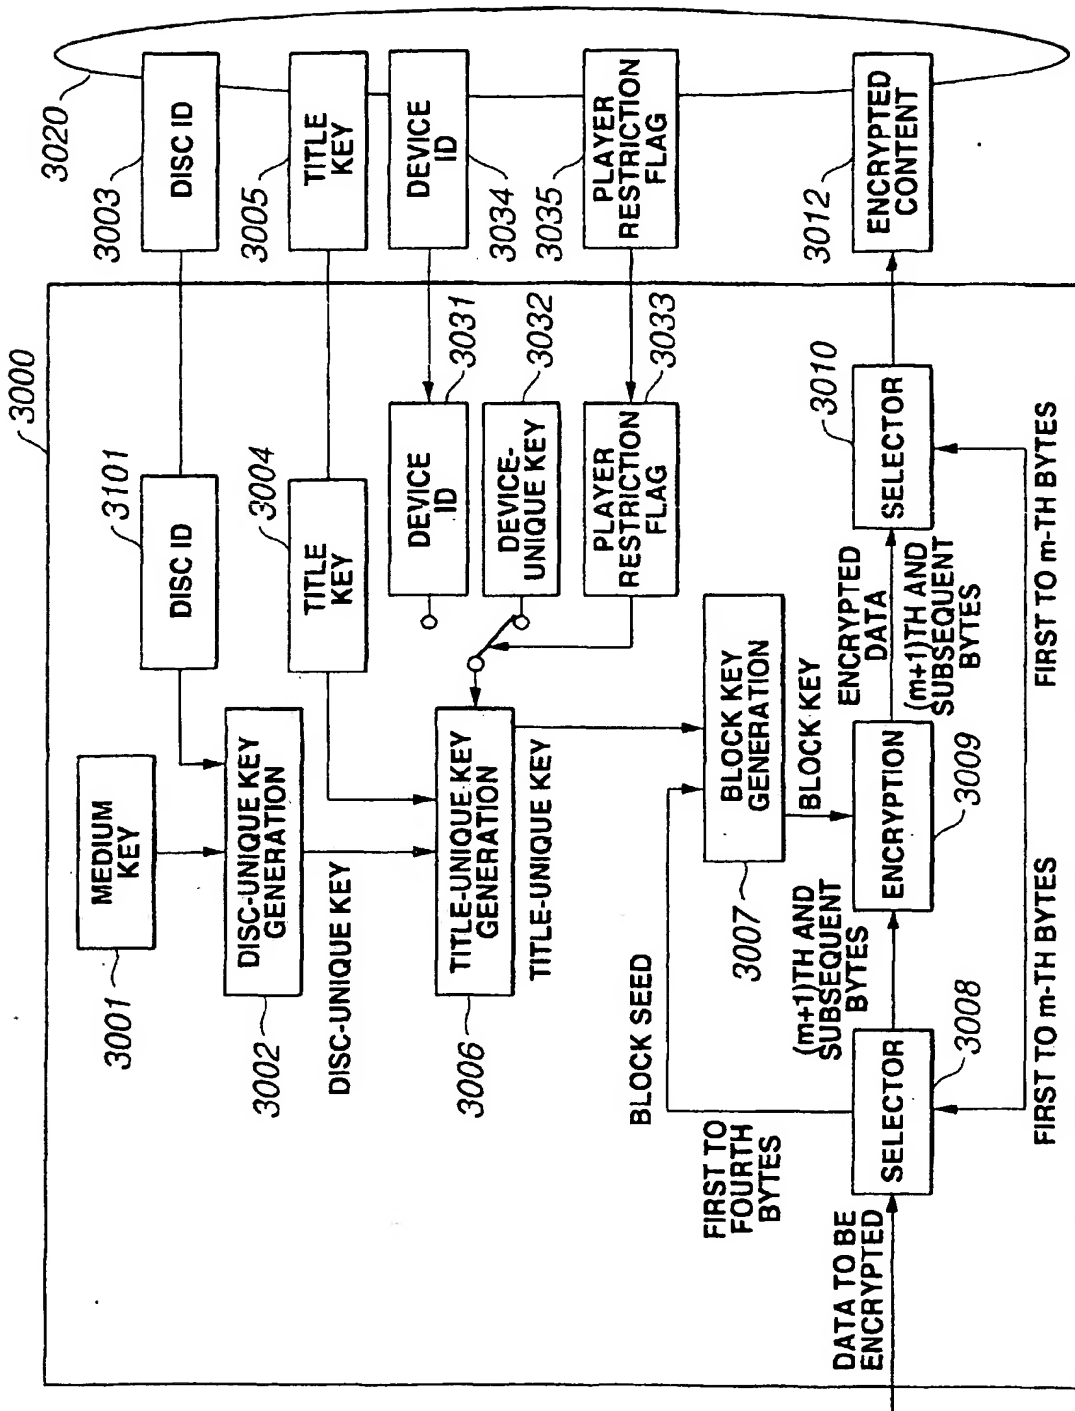 3000
3020
MEDIUM
KEY
3001
DISC ID
3101
DISC ID
3003
DISC-UNIQUE KEY
GENERATION
3002
DISC-UNIQUE KEY
TITLE
KEY
3004
TITLE
KEY
3005
TITLE-UNIQUE-KEY
GENERATION
3006
TITLE-UNIQUE KEY
DEVICE
ID
3031
DEVICE
ID
3034
DEVICE-
UNIQUE KEY
3032
PLAYER
RESTRICTION
FLAG
3033
PLAYER
RESTRICTION
FLAG
3035
BLOCK SEED
BLOCK KEY
GENERATION
3007
BLOCK KEY
FIRST TO
FOURTH
BYTES
DATA TO BE
ENCRYPTED
SELECTOR
3008
(m+1)TH AND
SUBSEQUENT
BYTES
ENCRYPTION
3009
ENCRYPTED
DATA
(m+1)TH AND
SUBSEQUENT
BYTES
SELECTOR
3010
ENCRYPTED
CONTENT
3012
FIRST TO m-TH BYTES
FIRST TO m-TH BYTES